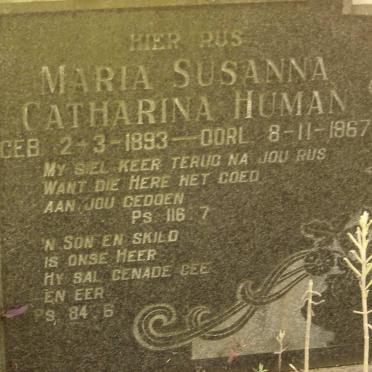 HIER RUS
MARIA SUSANNA
CATHARINA HUMAN
GEB 2-3-1893 — OORL 8-11-1967
MY SIEL KEER TERUG NA JOU RUS
WANT DIE HERE HET GOED
AAN JOU GEDOEN
Ps 116 7
'N SON EN SKILD
IS ONSE HEER
HY SAL GENADE GEE
EN EER
Ps, 84 6